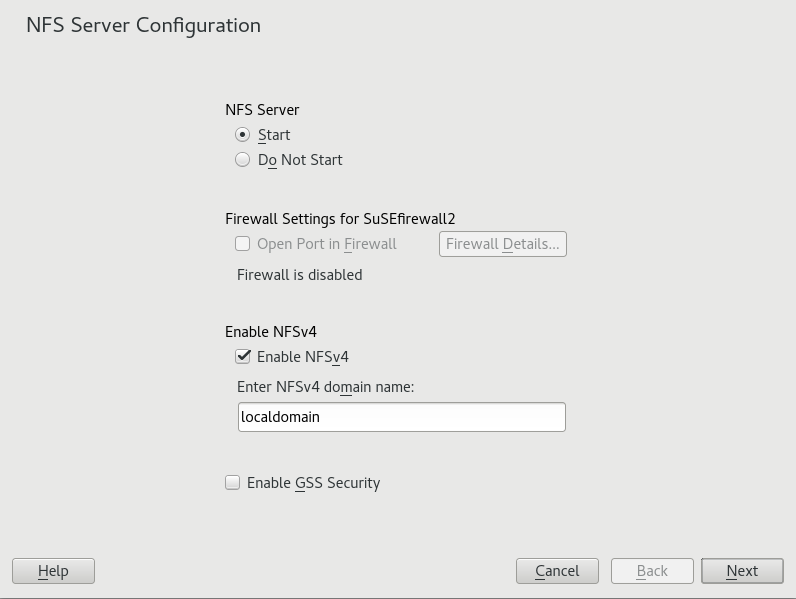 NFS Server Configuration
NFS Server
Start
Do Not Start
Firewall Settings for SuSEfirewall2
Open Port in Firewall Firewall Details...
Firewall is disabled
Enable NFSv4
Enable NFSv4
Enter NFSv4 domain name:
localdomain
Enable GSS Security
Help Cancel Back Next